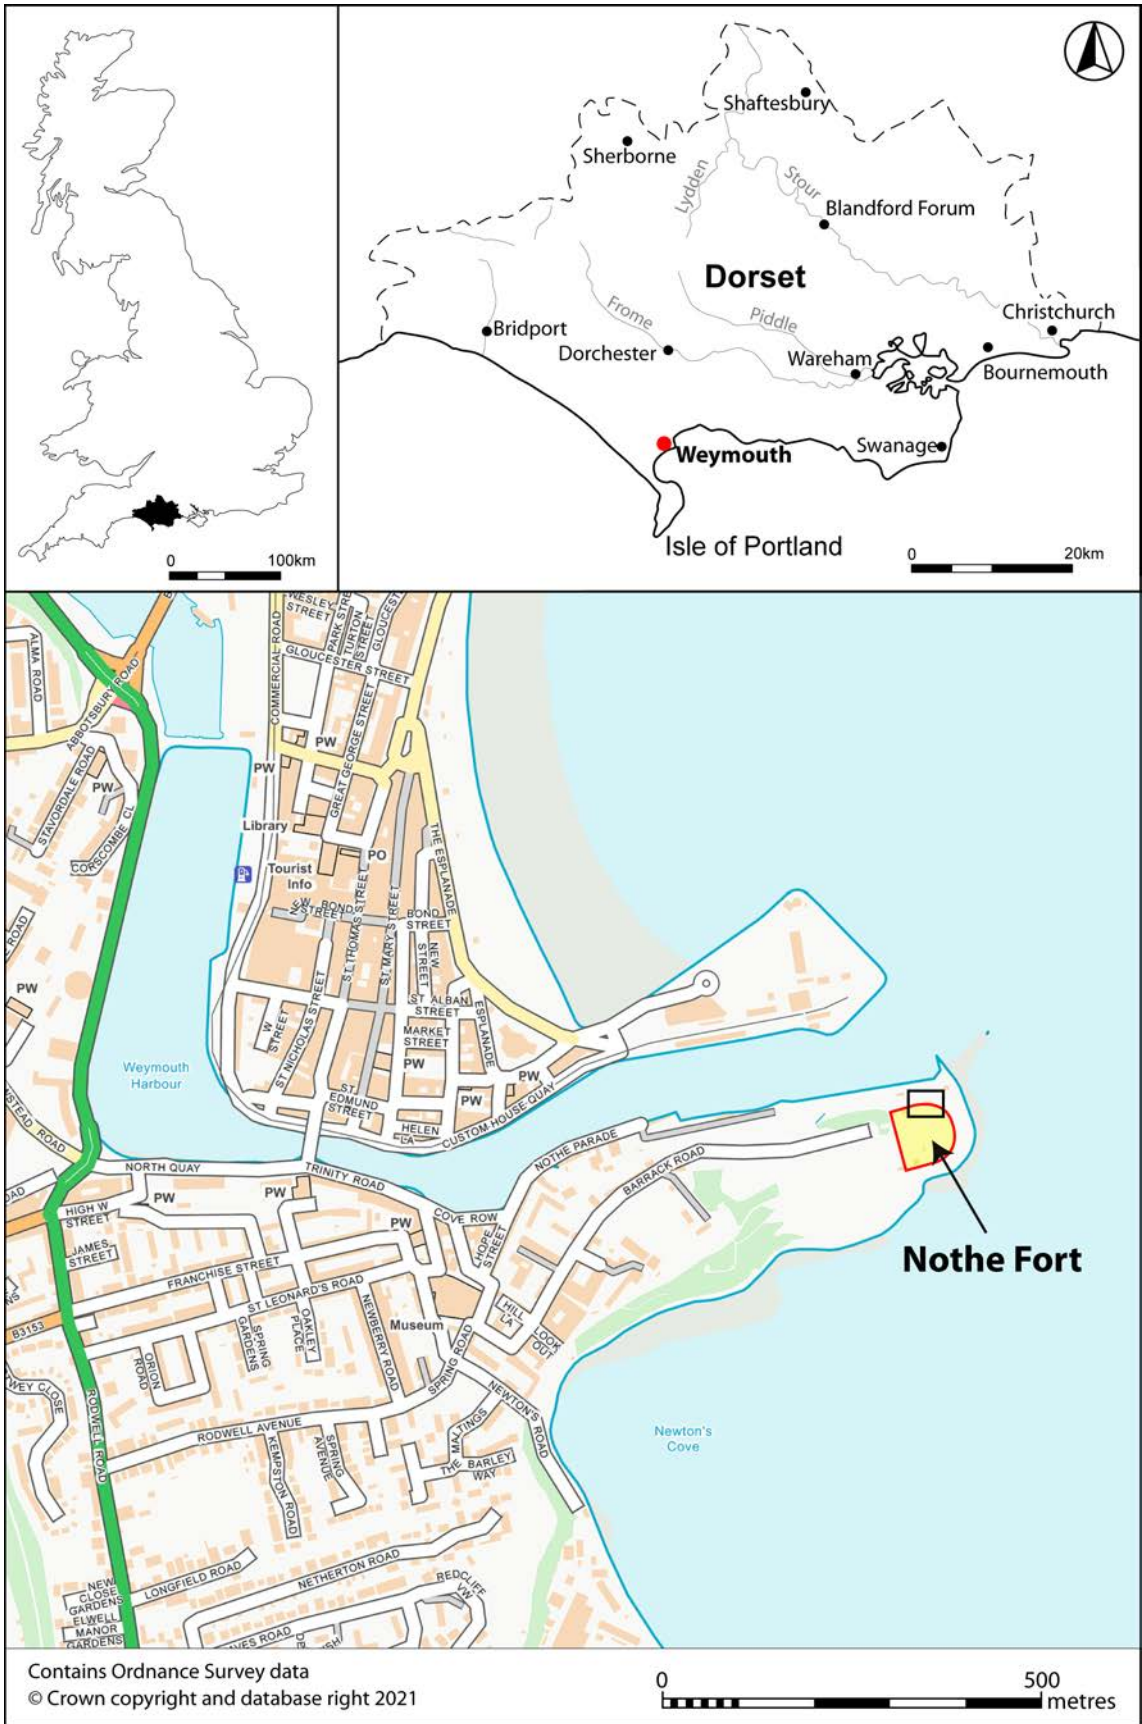 0 100km
Shaftesbury
Sherborne
Lydden
Stour
Blandford Forum
Dorset
Christchurch
Bridport
Frome
Piddle
Dorchester
Wareham
Bournemouth
Weymouth
Swanage
Isle of Portland
0 20km
ALMA ROAD
ABBOTSBURY ROAD
STAVORDALE ROAD
PW
CORSCOMBE CL
COMMERCIAL ROAD
WESLEY
STREET
TURTON
STREET
GLOUCESTER STREET
PW
GREAT GEORGE STREET
PW
Library
PO
THE ESPLANADE
Tourist
Info
NEW BOND
STREET
ST THOMAS STREET
ST MARY STREET
BOND
STREET
NEW
STREET
L ROAD
PW
ST ALBAN
STREET
ESPLANADE
W
STREET
ST NICHOLAS STREET
MARKET
STREET
PW
PW
PW
Weymouth
Harbour
ST
EDMUND
STREET
HELEN
LA
CUSTOM HOUSE QUAY
NOTHE PARADE
BARRACK ROAD
NORTH QUAY
TRINITY ROAD
COVE ROW
PW
PW
PW
HIGH W
STREET
JAMES
STREET
HOPE
STREET
Nothe Fort
FRANCHISE STREET
ST LEONARD'S ROAD
B3153
SPRING
GARDENS
OAKLEY
PLACE
NEWBERRY ROAD
Museum
HILL
LA
LOOK
OUT
ORION
ROAD
SPRING ROAD
NEWTON'S
ROAD
RODWELL ROAD
RODWELL AVENUE
KEMPSTON
ROAD
SPRING
AVENUE
THE MALTINGS
BARLEY
WAY
Newton's
Cove
NEW
CLOSE
GARDENS
ELWELL
MANOR
GARDENS
LONGFIELD ROAD
NETHERTON ROAD
REDCLIFF
VW
Contains Ordnance Survey data
© Crown copyright and database right 2021
0 500
metres